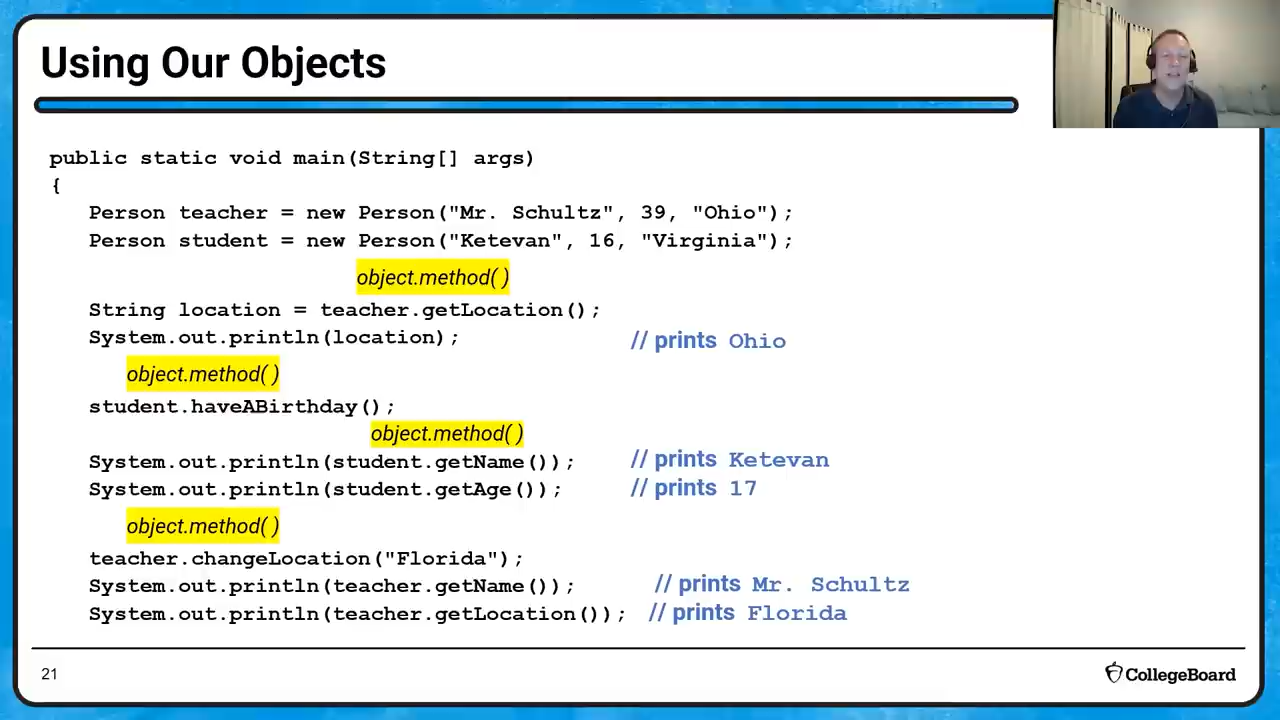 Using Our Objects
public static void main(String[] args)
{
Person teacher = new Person("Mr. Schultz", 39, "Ohio");
Person student = new Person("Ketevan", 16, "Virginia");
object.method( )
String location = teacher.getLocation();
System.out.println(location); // prints Ohio
object.method( )
student.haveABirthday();
object.method( )
System.out.println(student.getName()); // prints Ketevan
System.out.println(student.getAge()); // prints 17
object.method( )
teacher.changeLocation("Florida");
System.out.println(teacher.getName()); // prints Mr. Schultz
System.out.println(teacher.getLocation()); // prints Florida
21
CollegeBoard